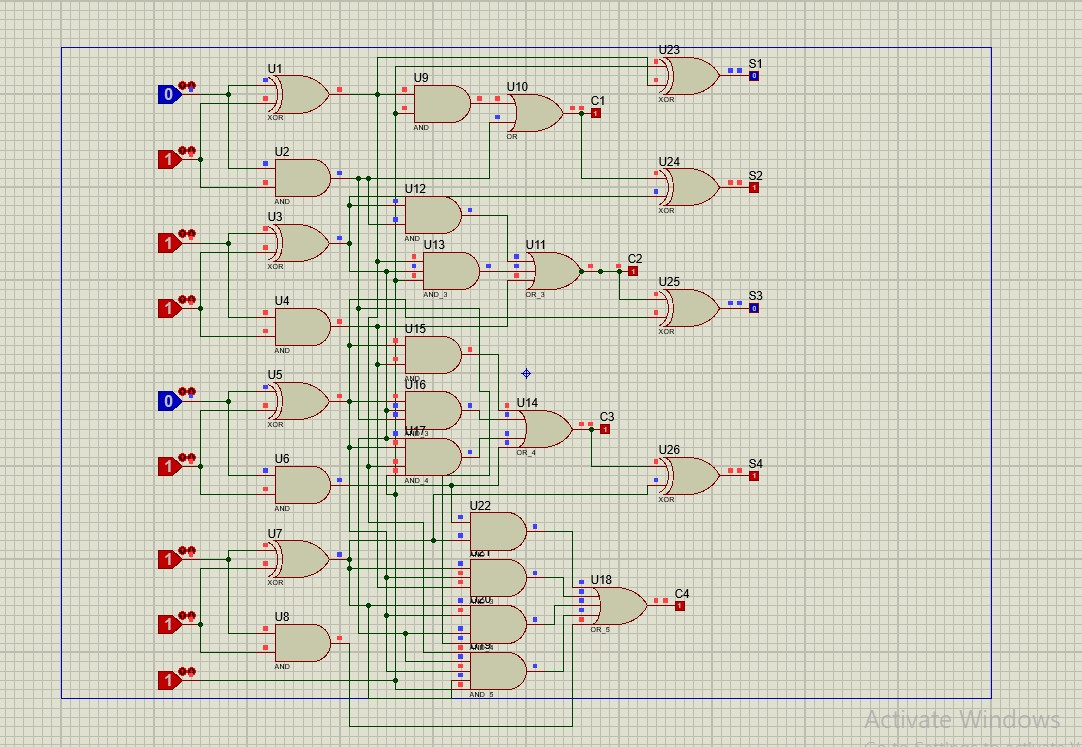 U23
S1
XOR
U1
0
XOR
U9
AND
U10
OR
C1
1
U2
1
AND
U24
S2
1
XOR
U12
AND
U3
1
XOR
U13
AND_3
U11
OR_3
C2
1
U25
S3
XOR
U4
1
AND
U15
AND
U5
0
XOR
U16
U14
OR_4
C3
1
U6
1
AND
U17
AND_4
U26
S4
1
XOR
U22
U7
1
XOR
U21
U18
OR_5
C4
1
U20
U8
1
AND
U19
AND_5
1
Activate Windows